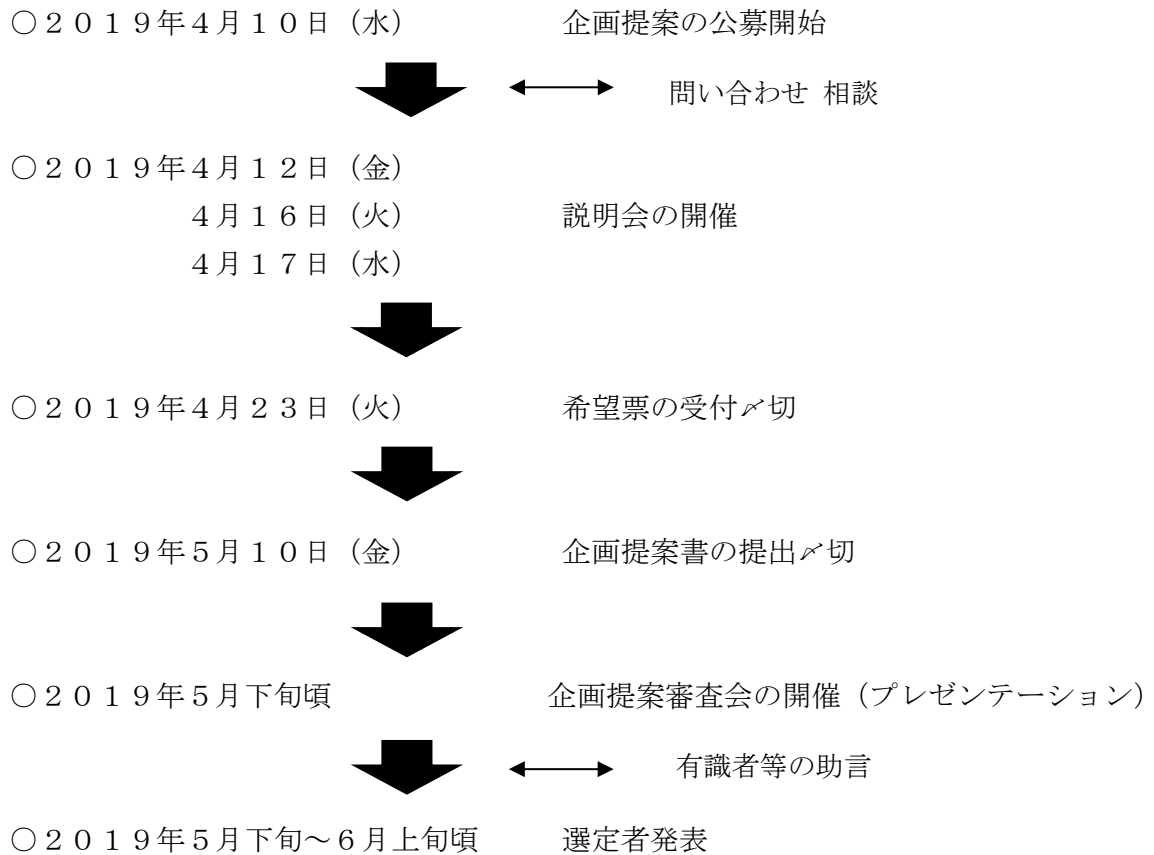 ○２０１９年４月１０日（水） 企画提案の公募開始
問い合わせ 相談
○２０１９年４月１２日（金）
４月１６日（火） 説明会の開催
４月１７日（水）
○２０１９年４月２３日（火） 希望票の受付〆切
○２０１９年５月１０日（金） 企画提案書の提出〆切
○２０１９年５月下旬頃 企画提案審査会の開催（プレゼンテーション）
有識者等の助言
○２０１９年５月下旬～６月上旬頃 選定者発表